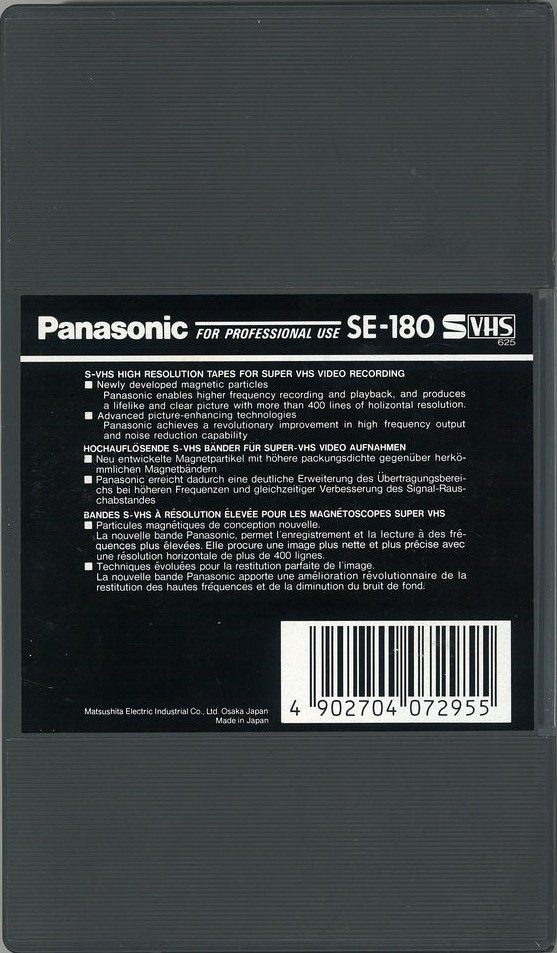 Panasonic FOR PROFESSIONAL USE SE-180 S VHS
625
S-VHS HIGH RESOLUTION TAPES FOR SUPER VHS VIDEO RECORDING
■ Newly developed magnetic particles
Panasonic enables higher frequency recording and playback, and produces
a lifelike and clear picture with more than 400 lines of holizontal resolution.
■ Advanced picture-enhancing technologies
Panasonic achieves a revolutionary improvement in high frequency output
and noise reduction capability
HOCHAUFLÖSENDE S-VHS BÄNDER FÜR SUPER-VHS VIDEO AUFNAHMEN
■ Neu entwickelte Magnetpartikel mit höhere packungsdichte gegenüber herkö-
mmlichen Magnetbändern
■ Panasonic erreicht dadurch eine deutliche Erweiterung des Übertragungsberei-
chs bei höheren Frequenzen und gleichzeitiger Verbesserung des Signal-Raus-
chabstandes
BANDES S-VHS À RÉSOLUTION ÉLEVÉE POUR LES MAGNÉTOSCOPES SUPER VHS
■ Particules magnétiques de conception nouvelle.
La nouvelle bande Panasonic, permet l'enregistrement et la lecture à des fré-
quences plus élevées. Elle procure une image plus nette et plus précise avec
une résolution horizontale de plus de 400 lignes.
■ Techniques évoluées pour la restitution parfaite de l'image.
La nouvelle bande Panasonic apporte une amélioration révolutionnaire de la
restitution des hautes fréquences et de la diminution du bruit de fond.
4 902704 072955
Matsushita Electric Industrial Co., Ltd. Osaka Japan
Made in Japan